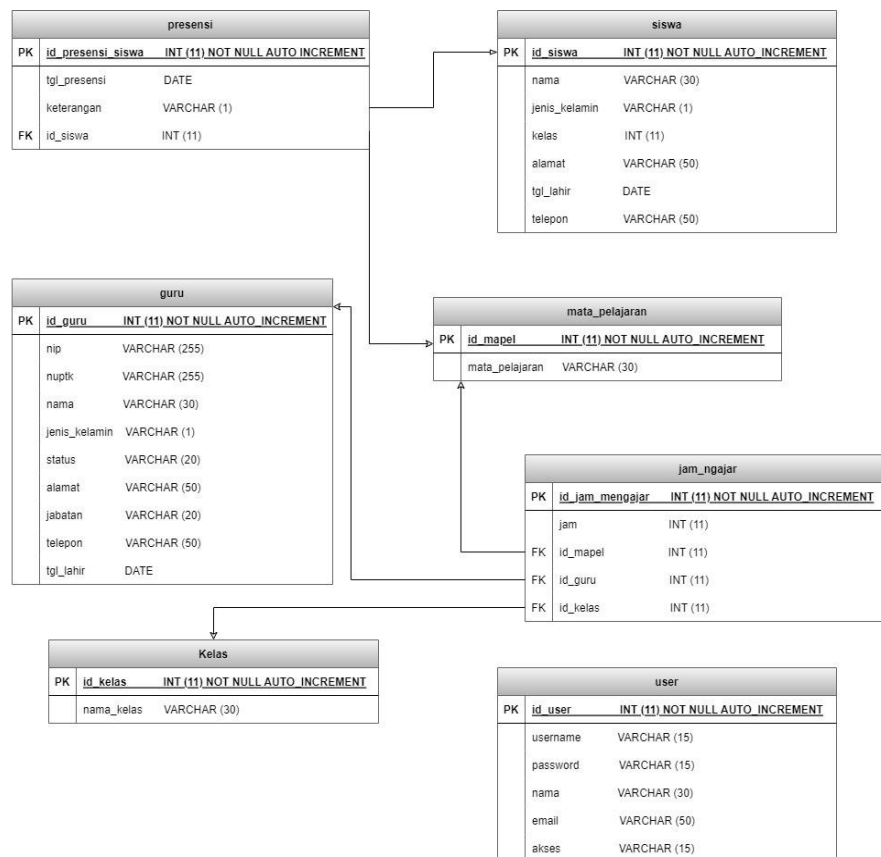 presensi
PK id_presensi_siswa INT (11) NOT NULL AUTO INCREMENT
tgl_presensi DATE
keterangan VARCHAR (1)
FK id_siswa INT (11)
siswa
PK id_siswa INT (11) NOT NULL AUTO_INCREMENT
nama VARCHAR (30)
jenis_kelamin VARCHAR (1)
kelas INT (11)
alamat VARCHAR (50)
tgl_lahir DATE
telepon VARCHAR (50)
guru
PK id_guru INT (11) NOT NULL AUTO_INCREMENT
nip VARCHAR (255)
nuptk VARCHAR (255)
nama VARCHAR (30)
jenis_kelamin VARCHAR (1)
status VARCHAR (20)
alamat VARCHAR (50)
jabatan VARCHAR (20)
telepon VARCHAR (50)
tgl_lahir DATE
mata_pelajaran
PK id_mapel INT (11) NOT NULL AUTO_INCREMENT
mata_pelajaran VARCHAR (30)
jam_ngajar
PK id_jam_mengajar INT (11) NOT NULL AUTO_INCREMENT
jam INT (11)
FK id_mapel INT (11)
FK id_guru INT (11)
FK id_kelas INT (11)
Kelas
PK id_kelas INT (11) NOT NULL AUTO_INCREMENT
nama_kelas VARCHAR (30)
user
PK id_user INT (11) NOT NULL AUTO_INCREMENT
username VARCHAR (15)
password VARCHAR (15)
nama VARCHAR (30)
email VARCHAR (50)
akses VARCHAR (15)